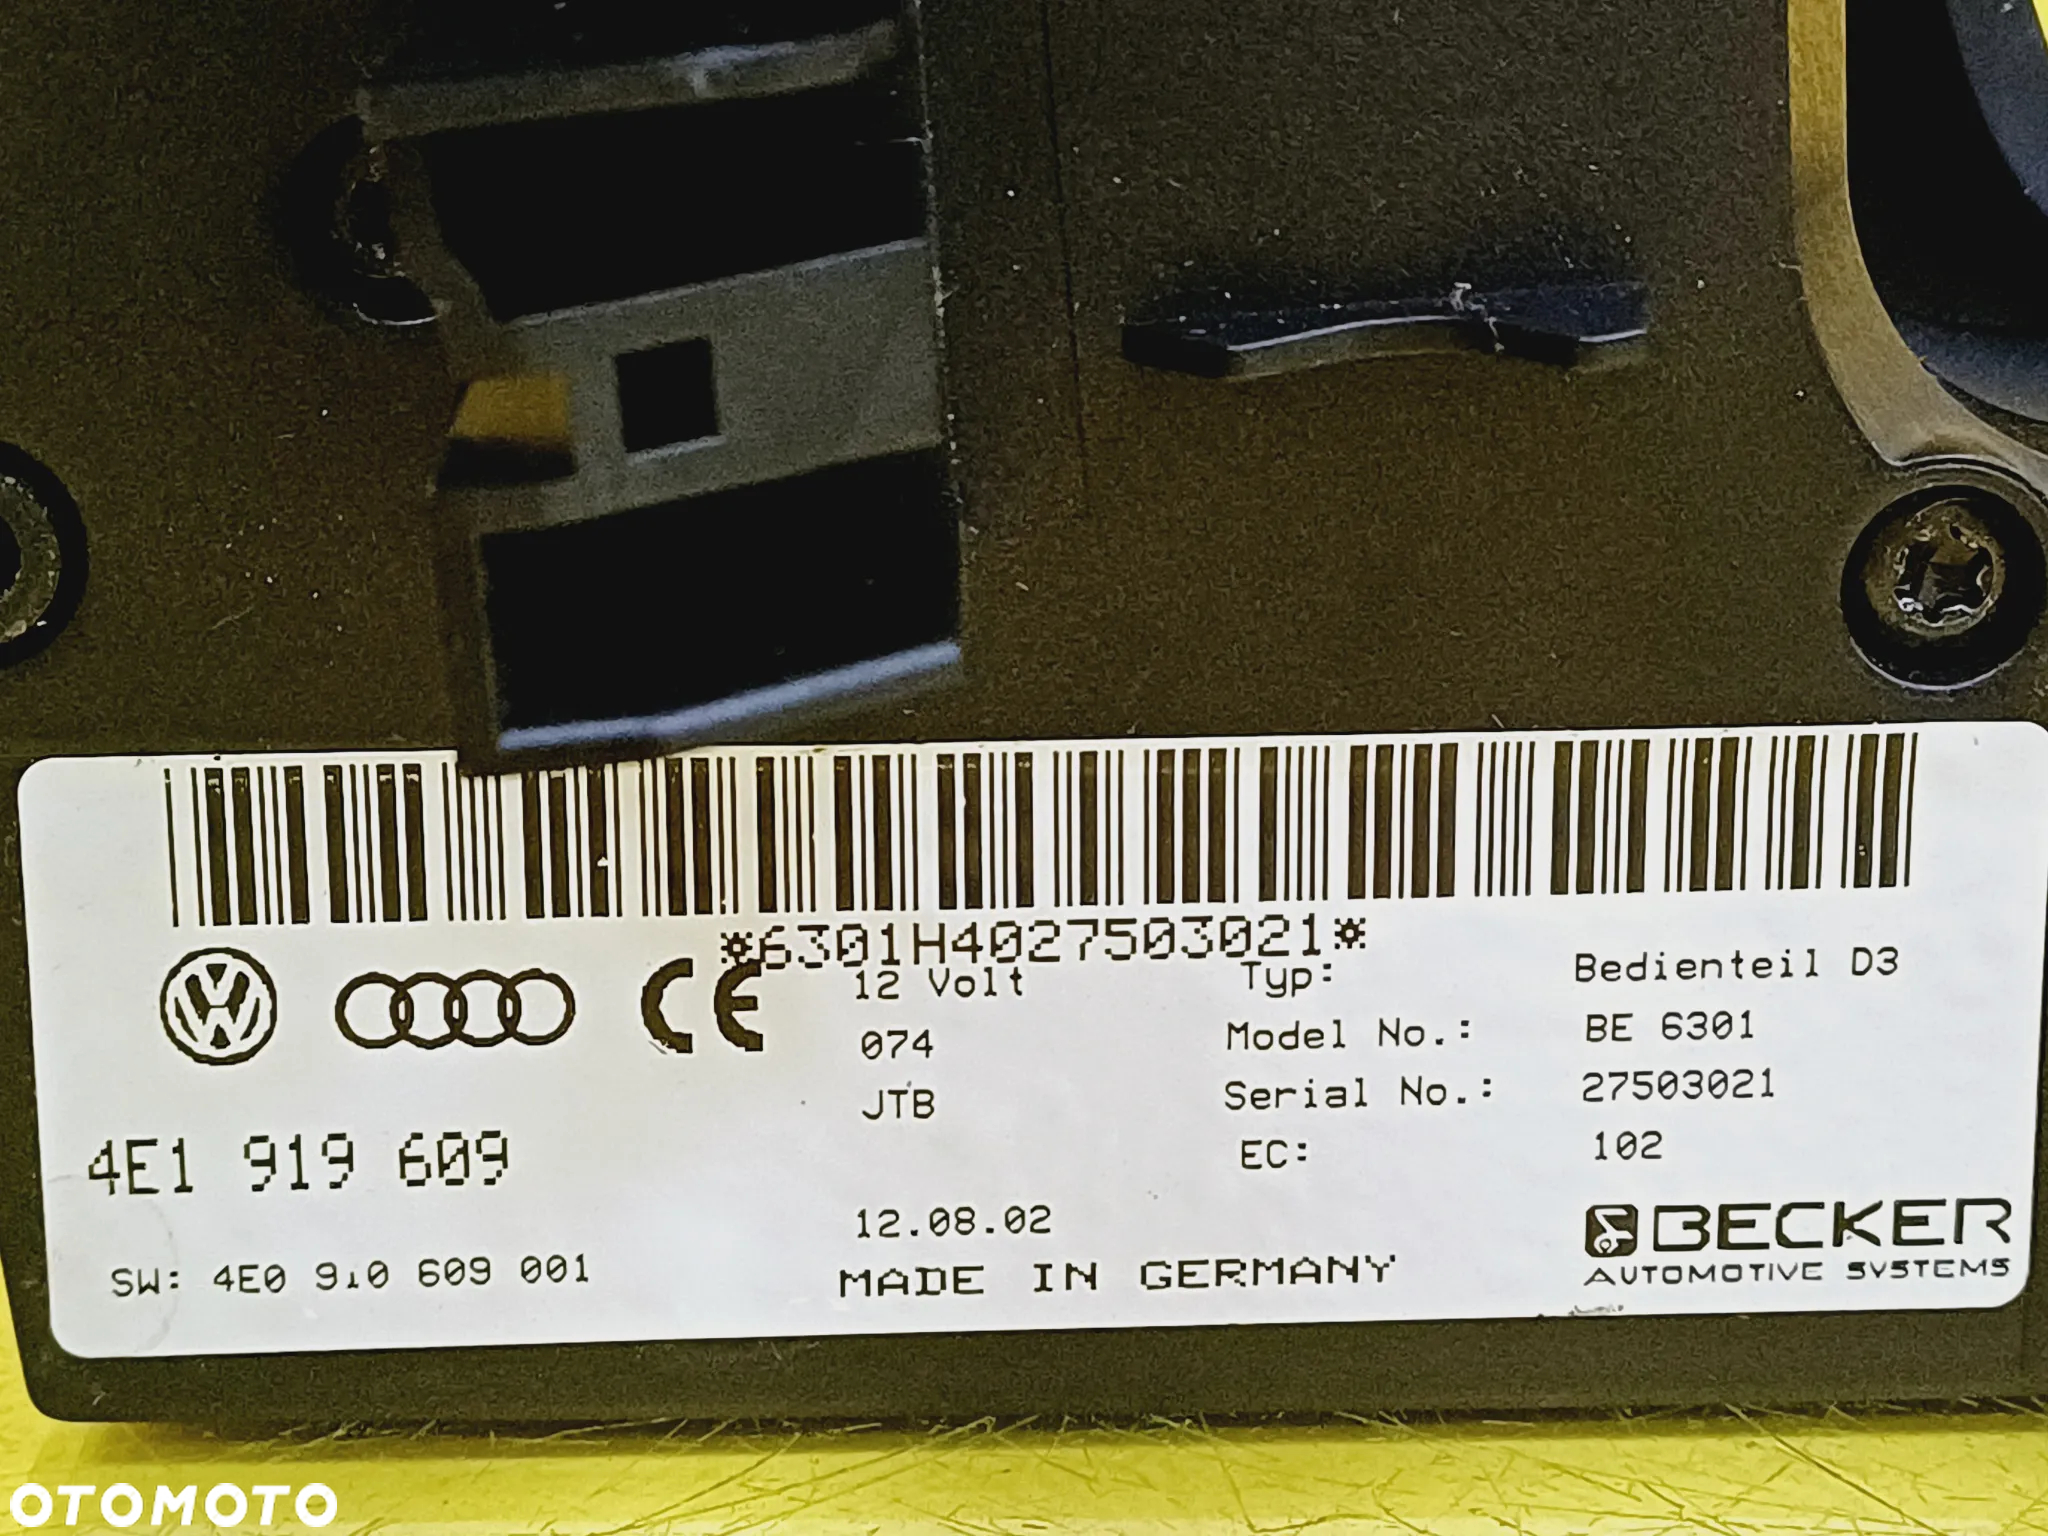 *6301H4027503021*
12 Volt Typ: Bedienteil D3
074 Model No.: BE 6301
JTB Serial No.: 27503021
EC: 102
4E1 919 609
12.08.02
SW: 4E0 910 609 001
MADE IN GERMANY
BECKER
AUTOMOTIVE SYSTEMS
OTOMOTO